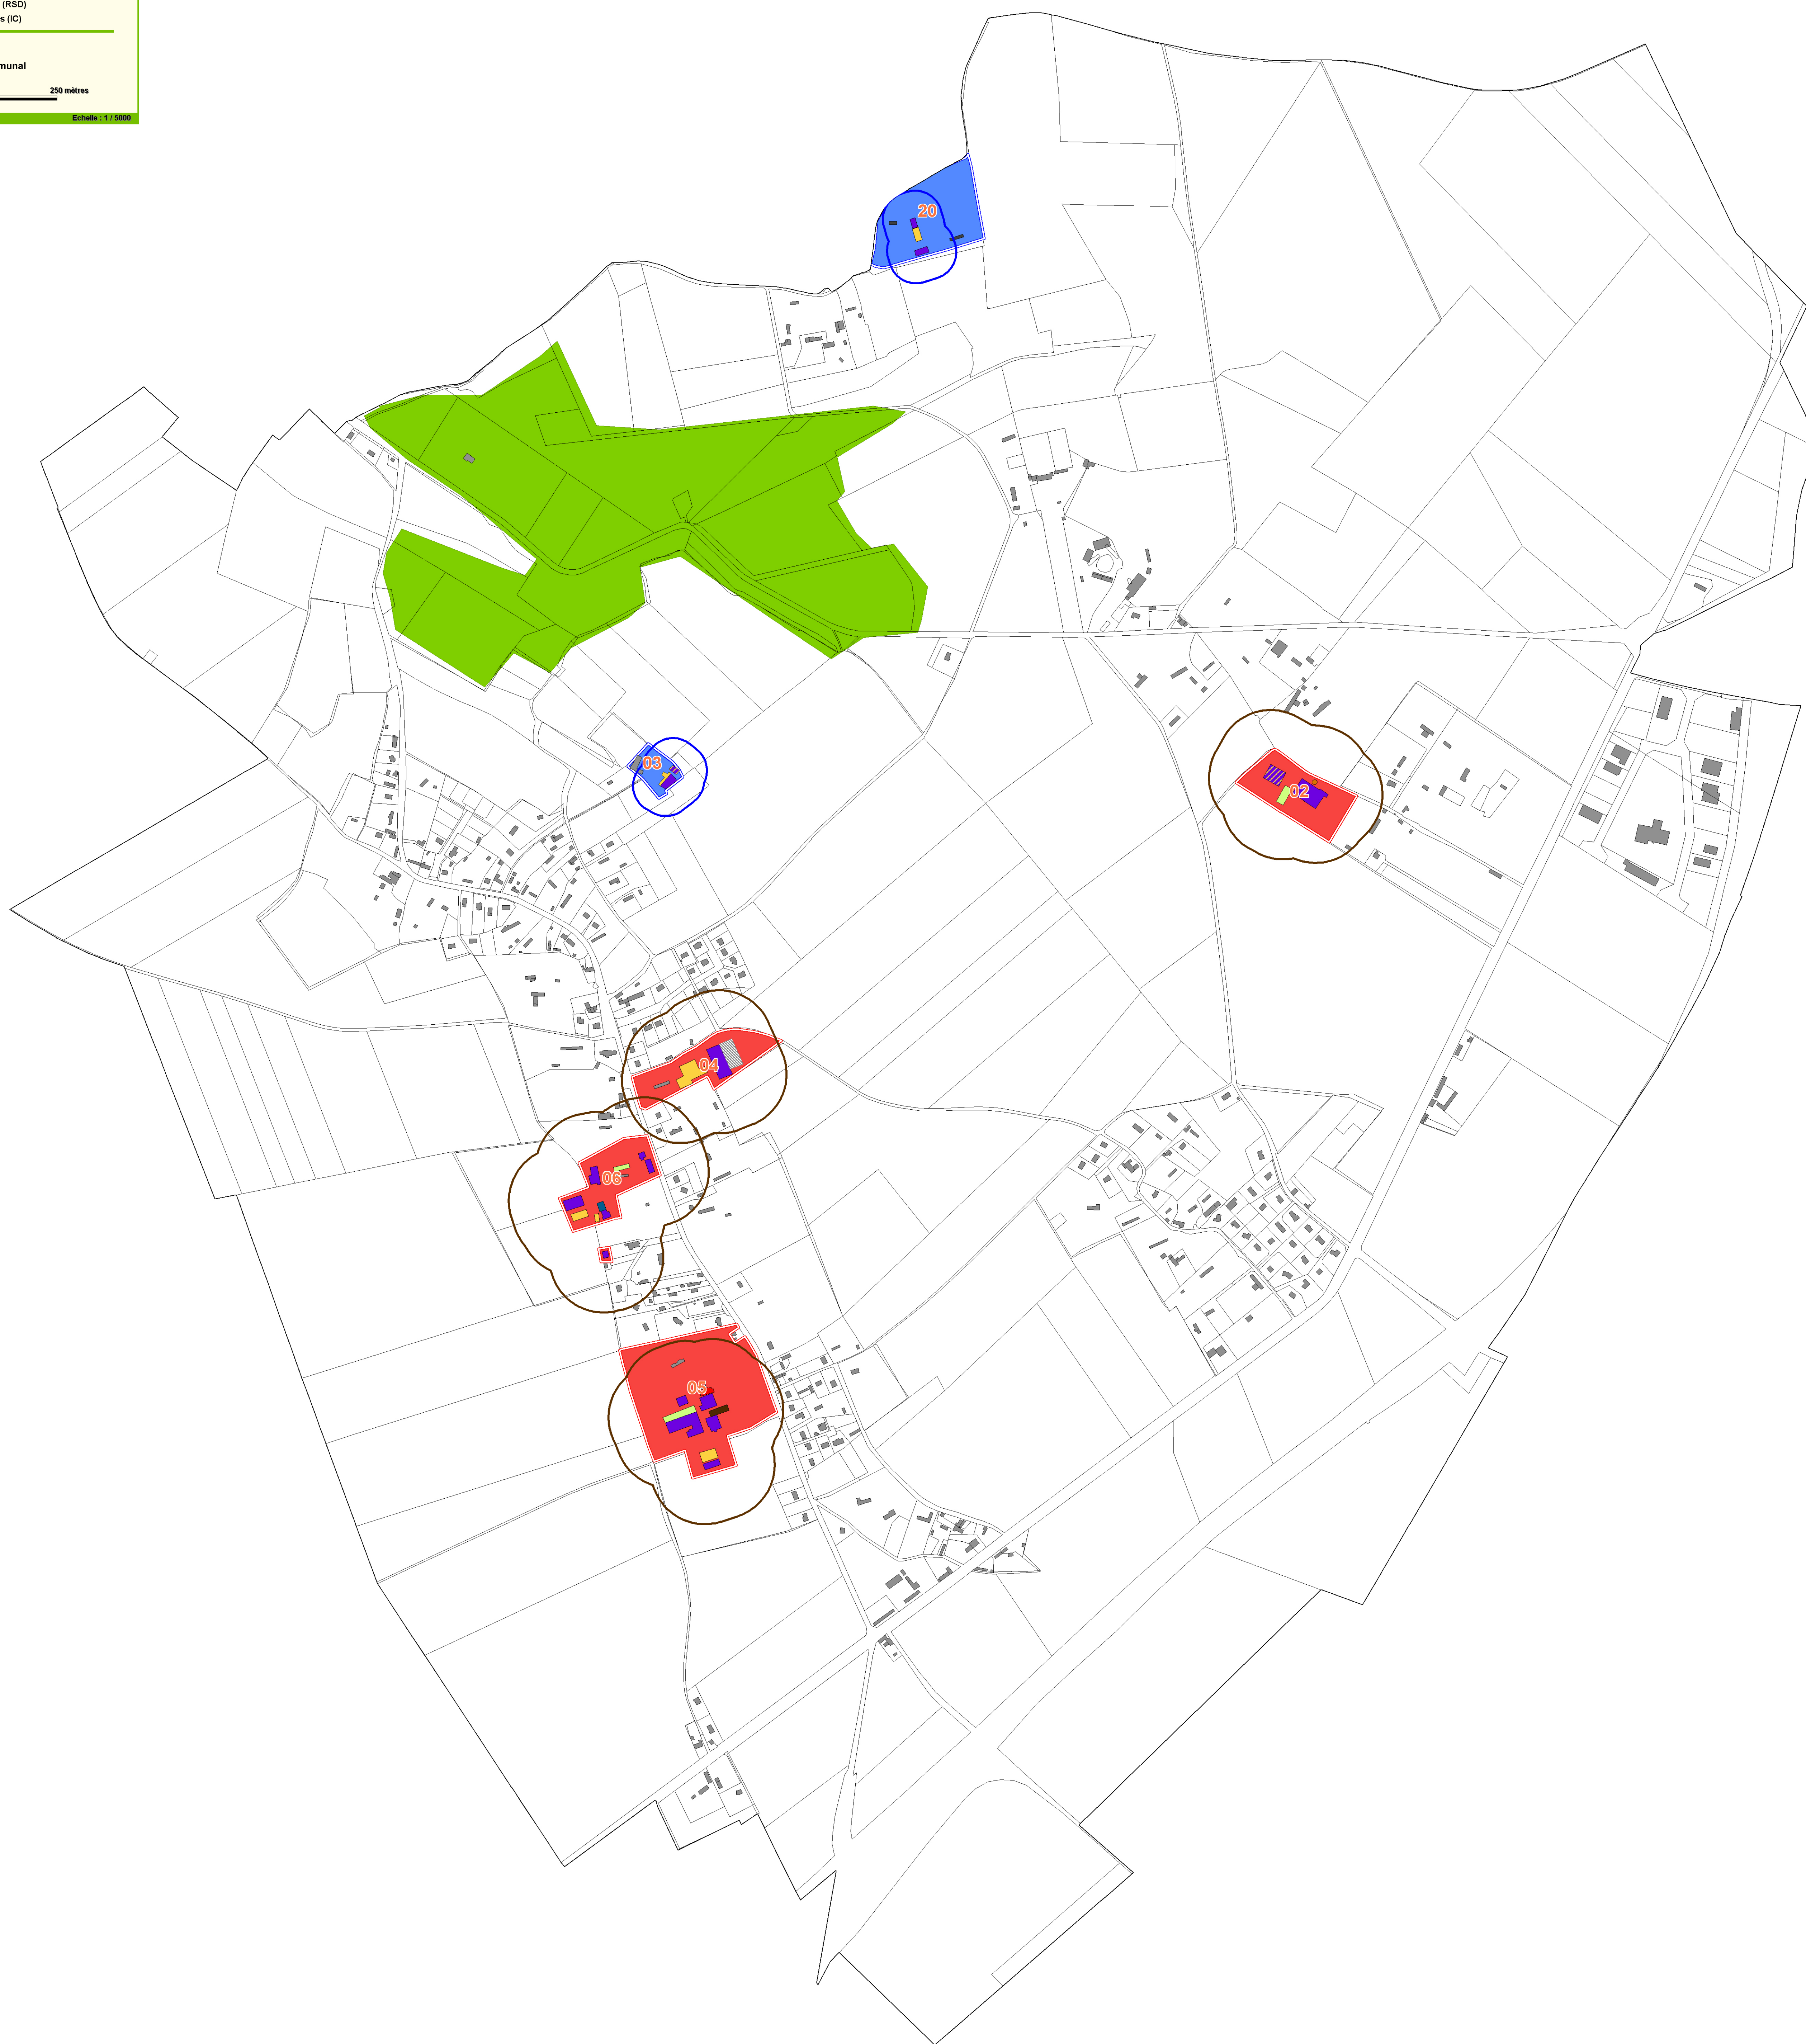 (RSD)
s (IC)
munal
250 mètres
Echelle : 1 / 5000
20
03
02
04
06
05